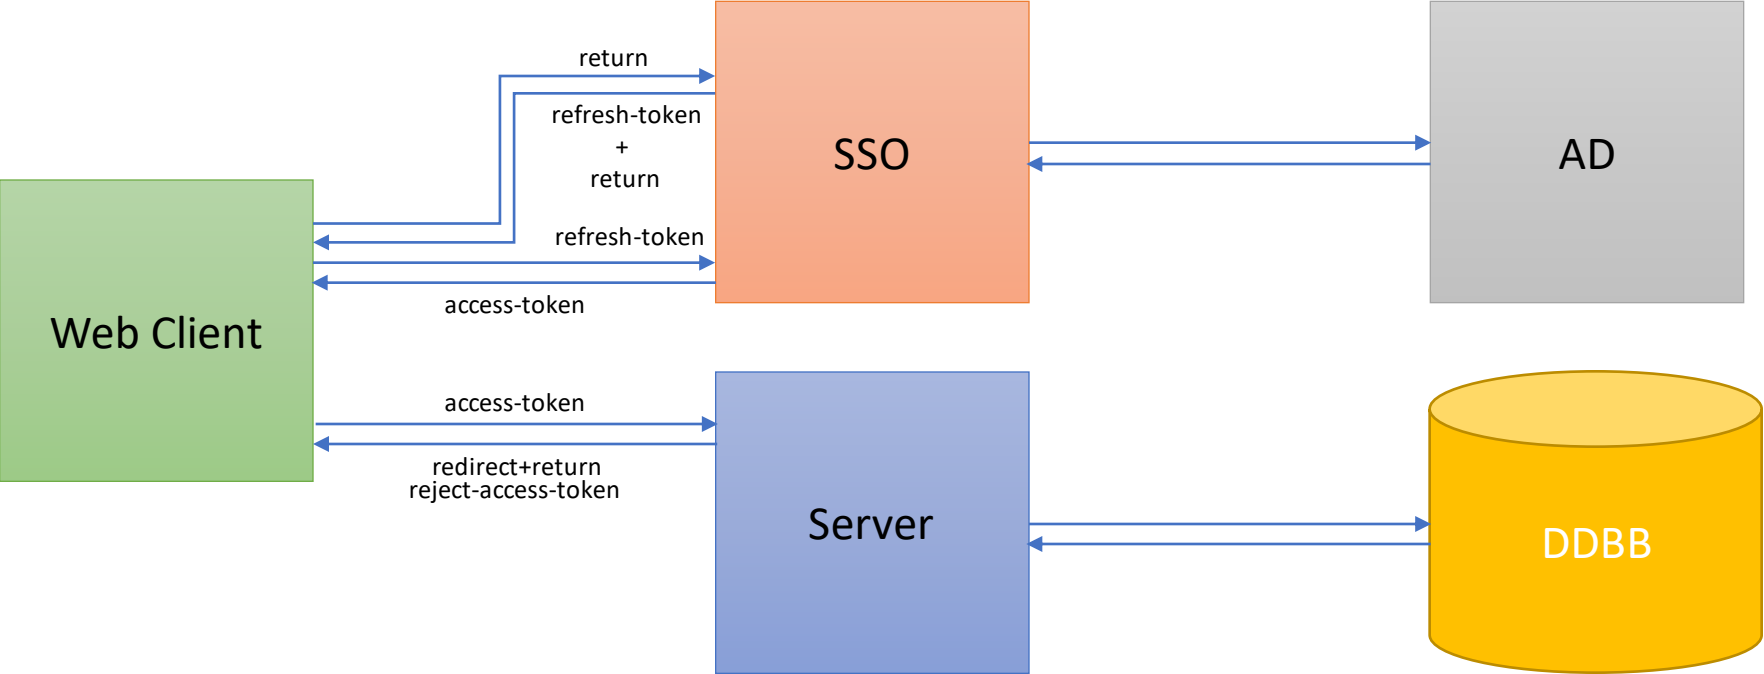 return
refresh-token
+
return
SSO
AD
refresh-token
access-token
Web Client
access-token
redirect+return
reject-access-token
Server
DDBB